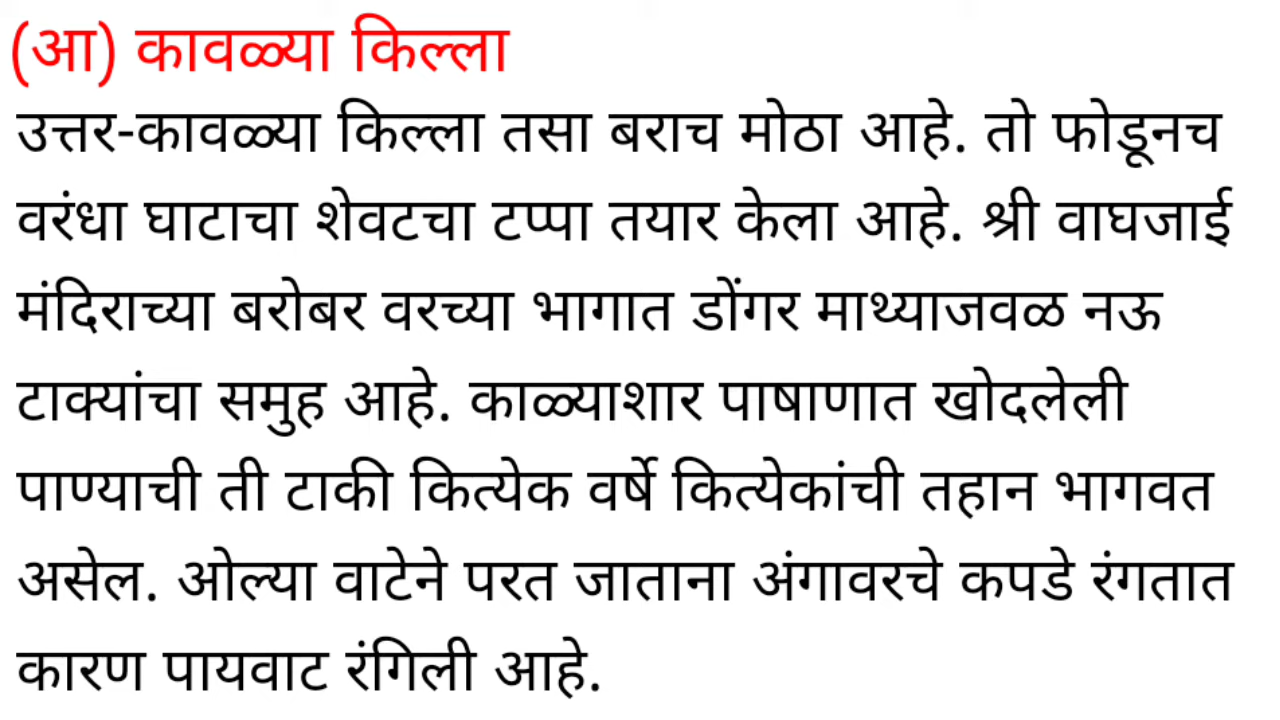 (आ) कावळ्या किल्ला
उत्तर-कावळ्या किल्ला तसा बराच मोठा आहे. तो फोडूनच
वरंधा घाटाचा शेवटचा टप्पा तयार केला आहे. श्री वाघजाई
मंदिराच्या बरोबर वरच्या भागात डोंगर माथ्याजवळ नऊ
टाक्यांचा समुह आहे. काळ्याशार पाषाणात खोदलेली
पाण्याची ती टाकी कित्येक वर्षे कित्येकांची तहान भागवत
असेल. ओल्या वाटेने परत जाताना अंगावरचे कपडे रंगतात
कारण पायवाट रंगिली आहे.